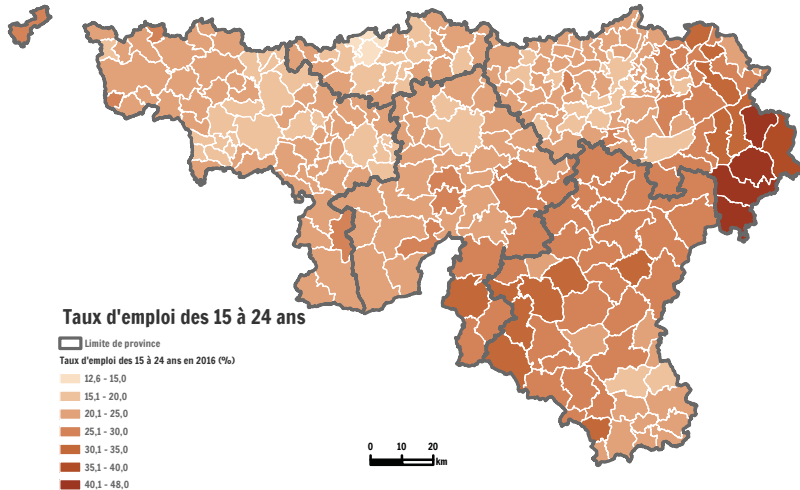 Taux d'emploi des 15 à 24 ans
Limite de province
Taux d'emploi des 15 à 24 ans en 2016 (%)
12,6 - 15,0
15,1 - 20,0
20,1 - 25,0
25,1 - 30,0
30,1 - 35,0
35,1 - 40,0
40,1 - 48,0
0 10 20
km